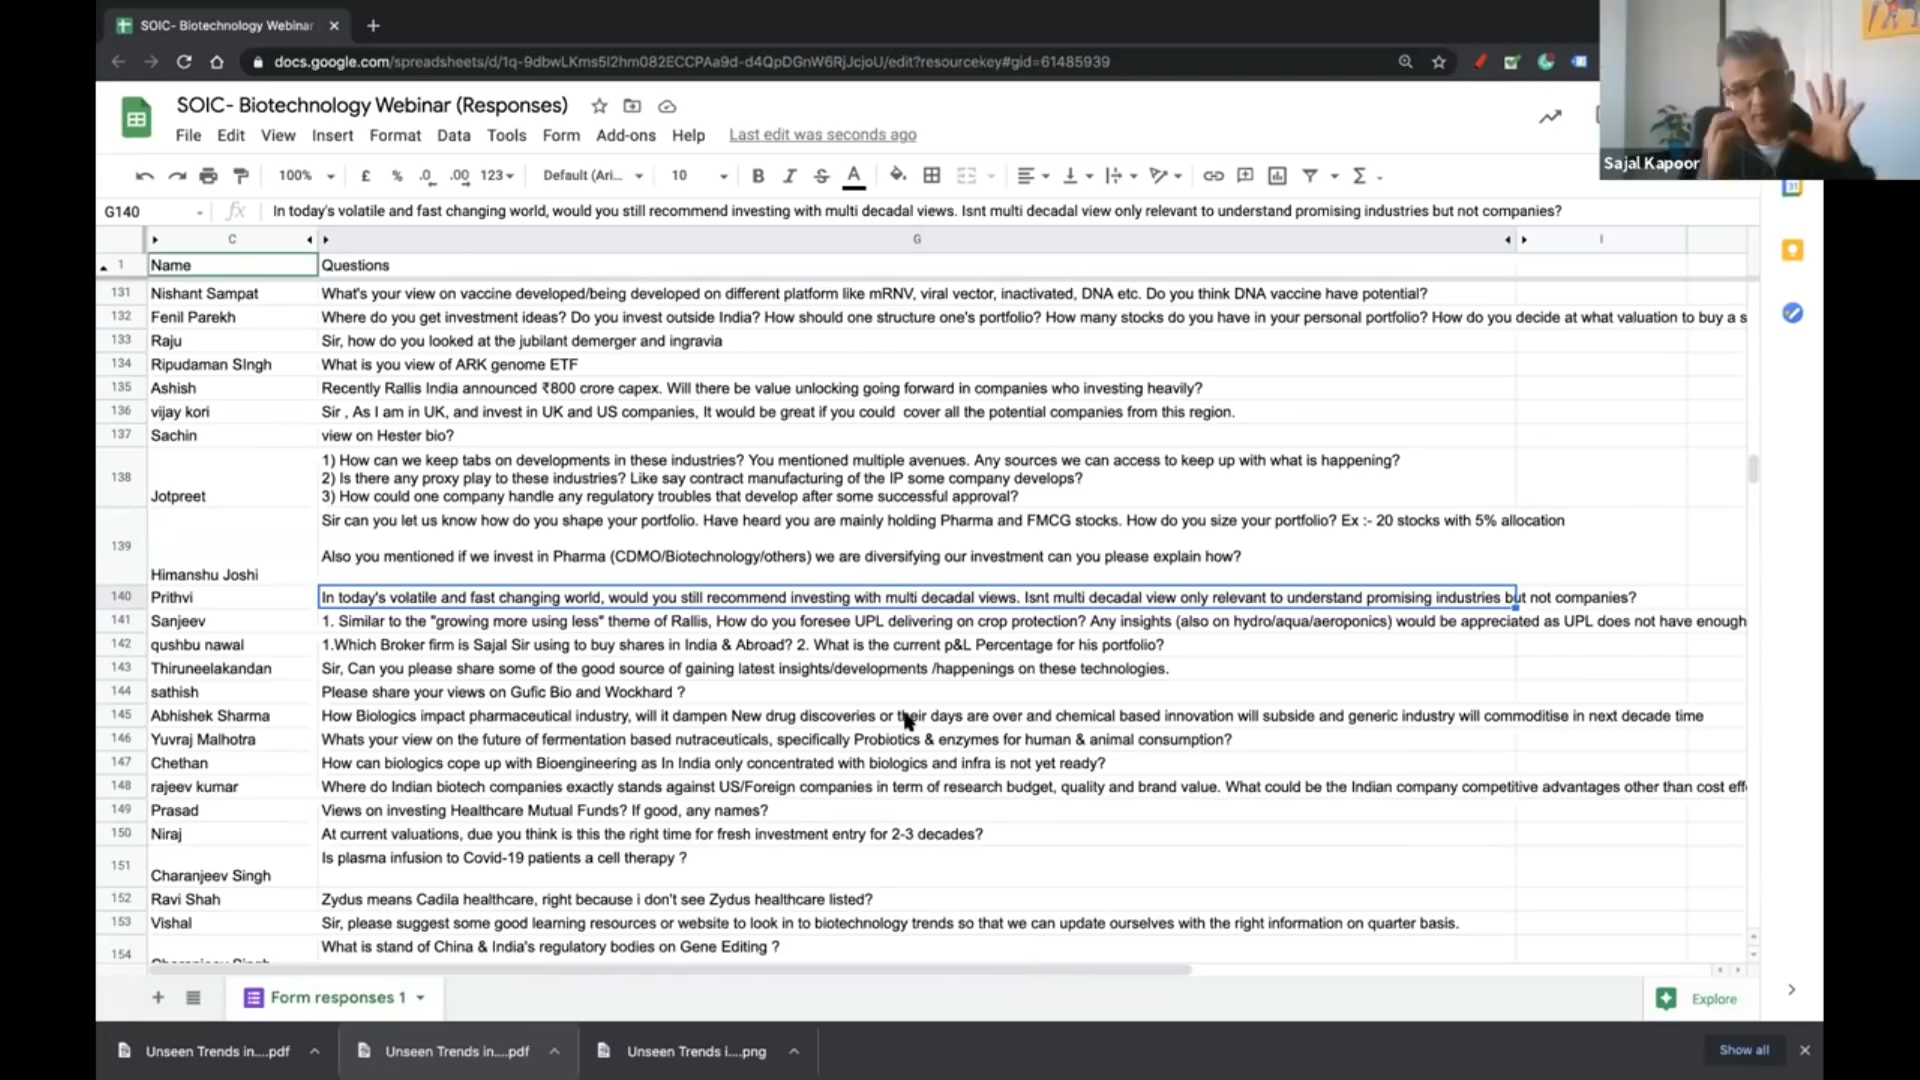 SOIC- Biotechnology Webinar
docs.google.com/spreadsheets/d/1q-9dbwLKms5I2hm082ECCPAa9d-d4QpDGnW6RjJcjoU/edit?resourcekey#gid=61485939
SOIC- Biotechnology Webinar (Responses)
File Edit View Insert Format Data Tools Form Add-ons Help Last edit was seconds ago
Sajal Kapoor
100% £ % .0 .00 123 Default (Ari... 10 B I S A Σ
31
G140 fx In today's volatile and fast changing world, would you still recommend investing with multi decadal views. Isnt multi decadal view only relevant to understand promising industries but not companies?
C G I
1 Name Questions
131 Nishant Sampat What's your view on vaccine developed/being developed on different platform like mRNV, viral vector, inactivated, DNA etc. Do you think DNA vaccine have potential?
132 Fenil Parekh Where do you get investment ideas? Do you invest outside India? How should one structure one's portfolio? How many stocks do you have in your personal portfolio? How do you decide at what valuation to buy a s
133 Raju Sir, how do you looked at the jubilant demerger and ingravia
134 Ripudaman SIngh What is you view of ARK genome ETF
135 Ashish Recently Rallis India announced ₹800 crore capex. Will there be value unlocking going forward in companies who investing heavily?
136 vijay kori Sir , As I am in UK, and invest in UK and US companies, It would be great if you could cover all the potential companies from this region.
137 Sachin view on Hester bio?
1) How can we keep tabs on developments in these industries? You mentioned multiple avenues. Any sources we can access to keep up with what is happening?
138 2) Is there any proxy play to these industries? Like say contract manufacturing of the IP some company develops?
Jotpreet 3) How could one company handle any regulatory troubles that develop after some successful approval?
Sir can you let us know how do you shape your portfolio. Have heard you are mainly holding Pharma and FMCG stocks. How do you size your portfolio? Ex :- 20 stocks with 5% allocation
139
Also you mentioned if we invest in Pharma (CDMO/Biotechnology/others) we are diversifying our investment can you please explain how?
Himanshu Joshi
140 Prithvi In today's volatile and fast changing world, would you still recommend investing with multi decadal views. Isnt multi decadal view only relevant to understand promising industries but not companies?
141 Sanjeev 1. Similar to the "growing more using less" theme of Rallis, How do you foresee UPL delivering on crop protection? Any insights (also on hydro/aqua/aeroponics) would be appreciated as UPL does not have enough
142 qushbu nawal 1.Which Broker firm is Sajal Sir using to buy shares in India & Abroad? 2. What is the current p&L Percentage for his portfolio?
143 Thiruneelakandan Sir, Can you please share some of the good source of gaining latest insights/developments /happenings on these technologies.
144 sathish Please share your views on Gufic Bio and Wockhard ?
145 Abhishek Sharma How Biologics impact pharmaceutical industry, will it dampen New drug discoveries or their days are over and chemical based innovation will subside and generic industry will commoditise in next decade time
146 Yuvraj Malhotra Whats your view on the future of fermentation based nutraceuticals, specifically Probiotics & enzymes for human & animal consumption?
147 Chethan How can biologics cope up with Bioengineering as In India only concentrated with biologics and infra is not yet ready?
148 rajeev kumar Where do Indian biotech companies exactly stands against US/Foreign companies in term of research budget, quality and brand value. What could be the Indian company competitive advantages other than cost eff
149 Prasad Views on investing Healthcare Mutual Funds? If good, any names?
150 Niraj At current valuations, due you think is this the right time for fresh investment entry for 2-3 decades?
151 Is plasma infusion to Covid-19 patients a cell therapy ?
Charanjeev Singh
152 Ravi Shah Zydus means Cadila healthcare, right because i don't see Zydus healthcare listed?
153 Vishal Sir, please suggest some good learning resources or website to look in to biotechnology trends so that we can update ourselves with the right information on quarter basis.
154 What is stand of China & India's regulatory bodies on Gene Editing ?
Form responses 1
Explore
Unseen Trends in....pdf
Unseen Trends in....pdf
Unseen Trends i....png
Show all